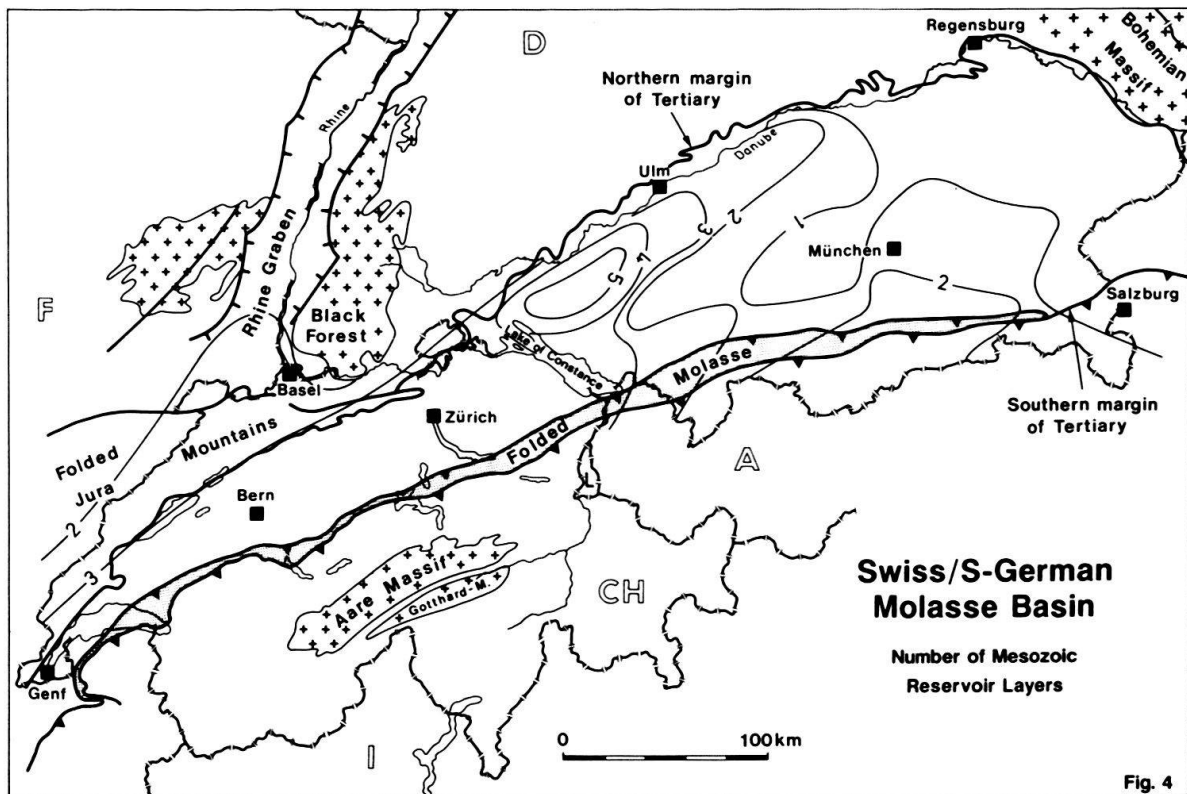 Regensburg
Bohemian
Massif
D
Northern margin
of Tertiary
Rhine
Danube
Ulm
3
2
1
4
5
München
2
Salzburg
F
Rhine Graben
Black
Forest
Lake of Constance
Molasse
Basel
Zürich
Folded
Southern margin
of Tertiary
Folded
Jura
Mountains
A
Bern
2
3
Aare Massif
Gotthard-M.
CH
Genf
I
Swiss/S-German
Molasse Basin
Number of Mesozoic
Reservoir Layers
0 100km
Fig. 4